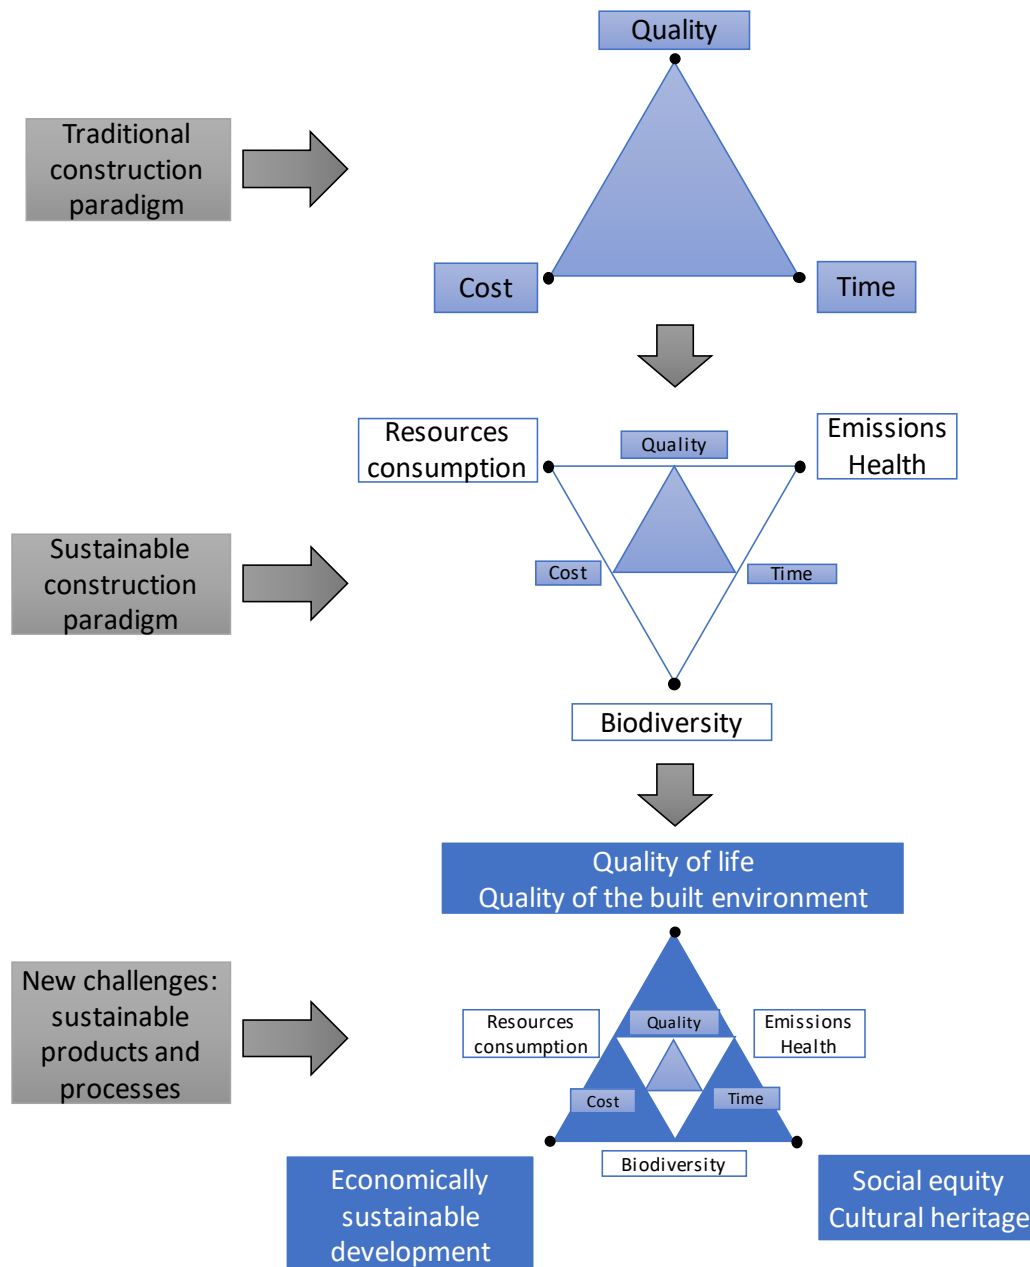 Quality
Traditional
construction
paradigm
Cost
Time
Resources
consumption
Quality
Emissions
Health
Sustainable
construction
paradigm
Cost
Time
Biodiversity
Quality of life
Quality of the built environment
New challenges:
sustainable
products and
processes
Resources
consumption
Quality
Emissions
Health
Cost
Time
Biodiversity
Economically
sustainable
development
Social equity
Cultural heritage